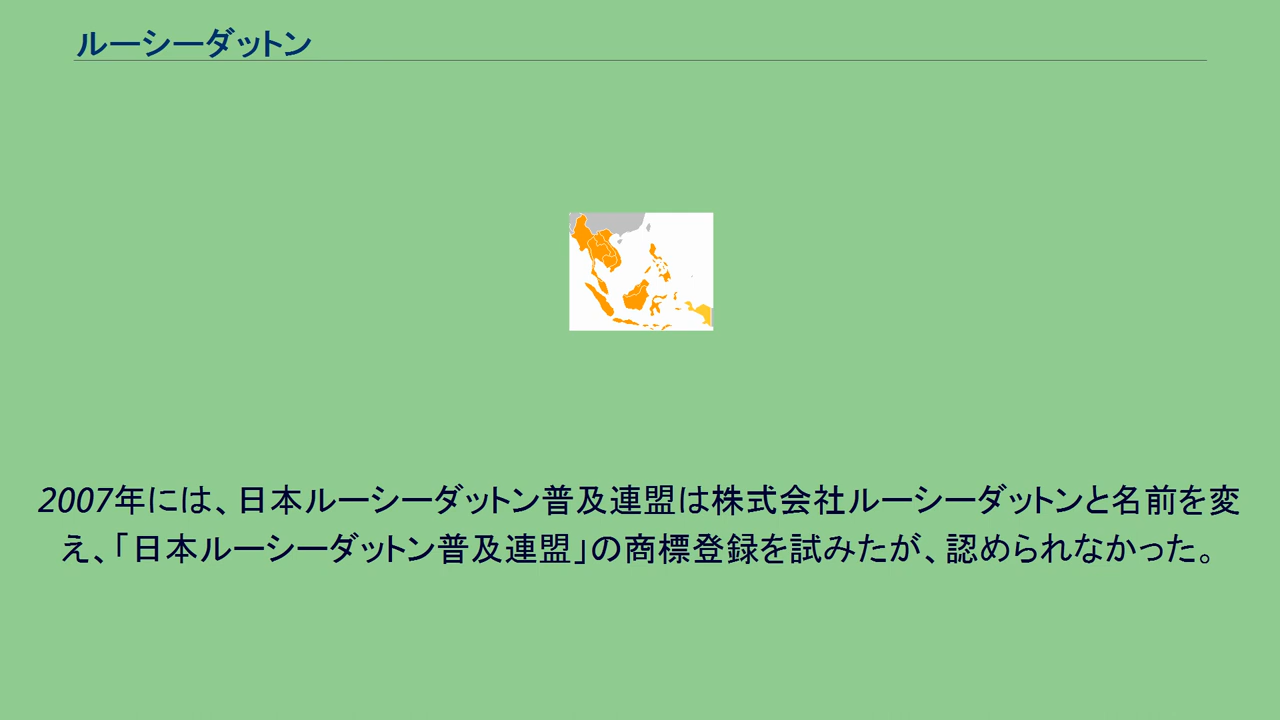 ルーシーダットン
2007年には、日本ルーシーダットン普及連盟は株式会社ルーシーダットンと名前を変
え、「日本ルーシーダットン普及連盟」の商標登録を試みたが、認められなかった。